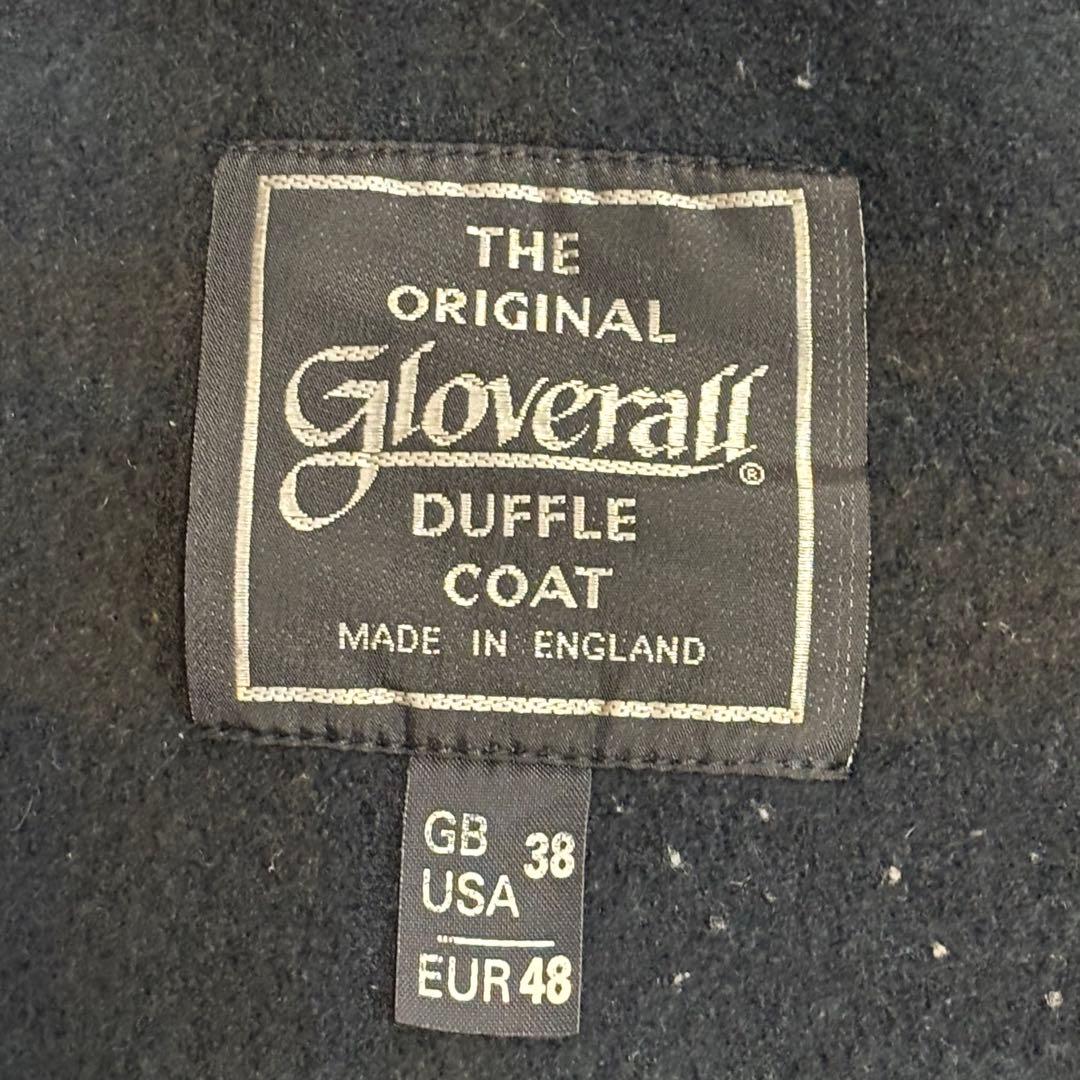 THE
ORIGINAL
Gloverall®
DUFFLE
COAT
MADE IN ENGLAND
GB 38
USA
EUR 48